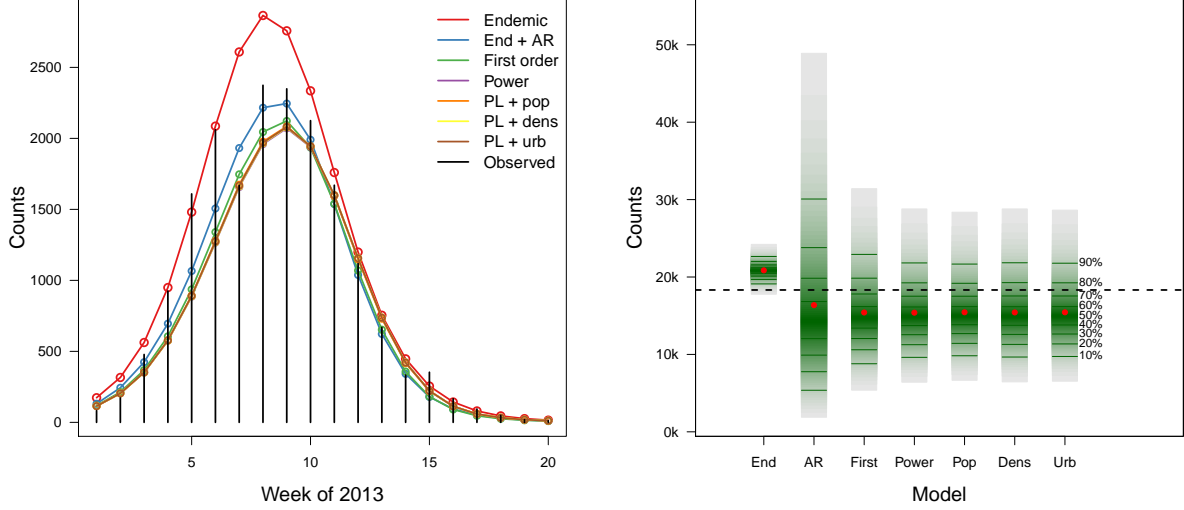 Counts
2500
2000
1500
1000
500
0
Endemic
End + AR
First order
Power
PL + pop
PL + dens
PL + urb
Observed
5 10 15 20
Week of 2013
Counts
50k
40k
30k
20k
10k
0k
90%
80%
70%
60%
50%
40%
30%
20%
10%
End AR First Power Pop Dens Urb
Model